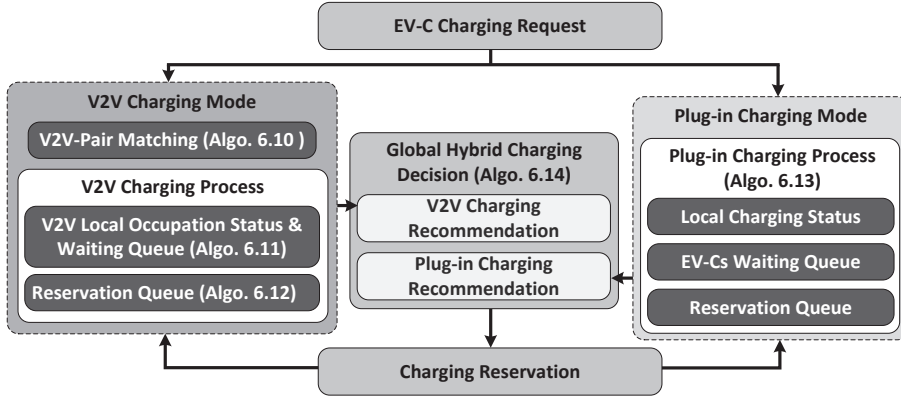 EV-C Charging Request
V2V Charging Mode
V2V-Pair Matching (Algo. 6.10 )
V2V Charging Process
V2V Local Occupation Status &
Waiting Queue (Algo. 6.11)
Reservation Queue (Algo. 6.12)
Global Hybrid Charging
Decision (Algo. 6.14)
V2V Charging
Recommendation
Plug-in Charging
Recommendation
Plug-in Charging Mode
Plug-in Charging Process
(Algo. 6.13)
Local Charging Status
EV-Cs Waiting Queue
Reservation Queue
Charging Reservation